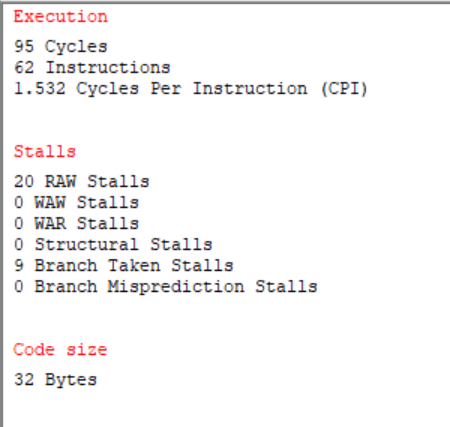 Execution
95 Cycles
62 Instructions
1.532 Cycles Per Instruction (CPI)
Stalls
20 RAW Stalls
0 WAW Stalls
0 WAR Stalls
0 Structural Stalls
9 Branch Taken Stalls
0 Branch Misprediction Stalls
Code size
32 Bytes